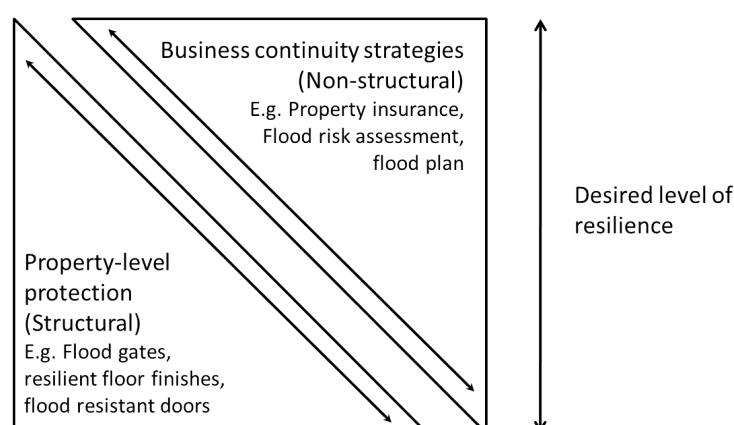 Business continuity strategies
(Non-structural)
E.g. Property insurance,
Flood risk assessment,
flood plan
Desired level of
resilience
Property-level
protection
(Structural)
E.g. Flood gates,
resilient floor finishes,
flood resistant doors